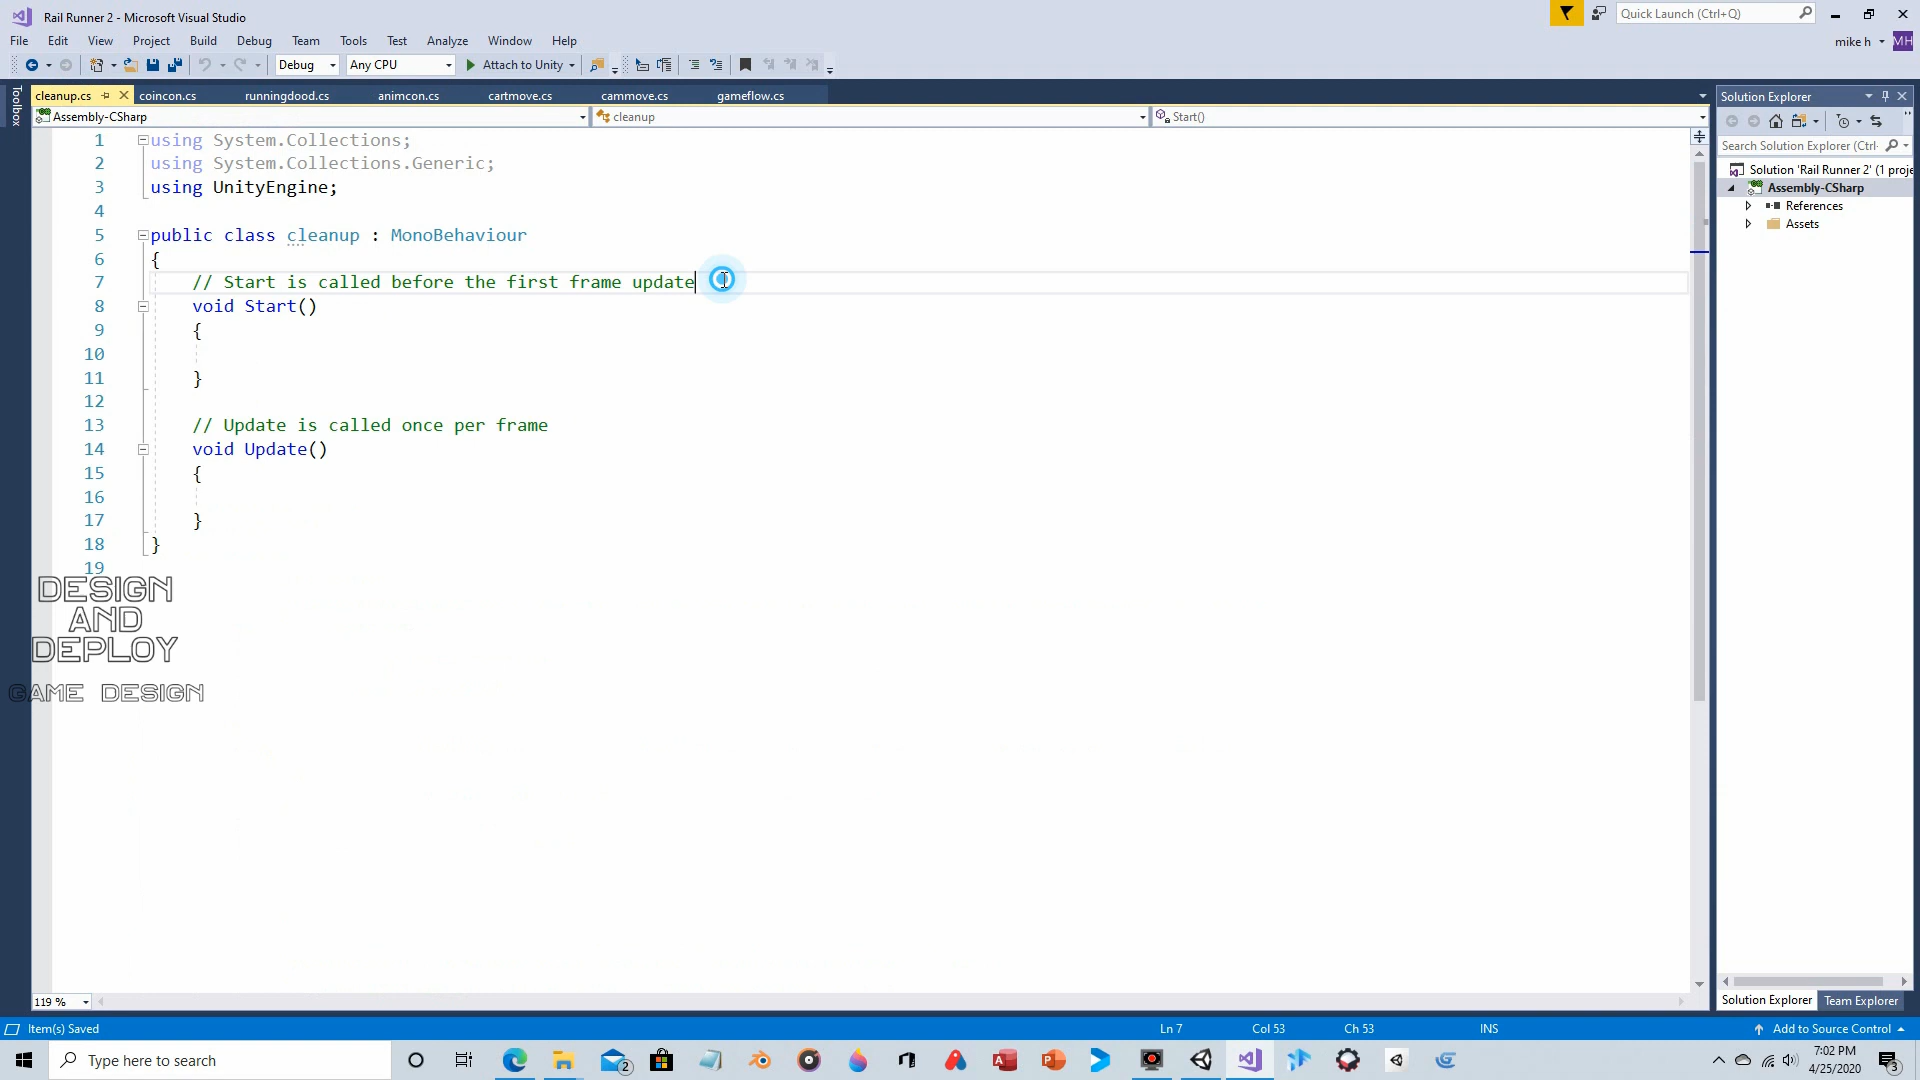 Rail Runner 2 - Microsoft Visual Studio
Quick Launch (Ctrl+Q)
File Edit View Project Build Debug Team Tools Test Analyze Window Help
mike h MH
Debug Any CPU Attach to Unity
Toolbox
cleanup.cs coincon.cs runningdood.cs animcon.cs cartmove.cs cammove.cs gameflow.cs
Assembly-CSharp cleanup Start()
1 using System.Collections;
2 using System.Collections.Generic;
3 using UnityEngine;
4
5 public class cleanup : MonoBehaviour
6 {
7 // Start is called before the first frame update
8 void Start()
9 {
10
11 }
12
13 // Update is called once per frame
14 void Update()
15 {
16
17 }
18 }
19
DESIGN
AND
DEPLOY
GAME DESIGN
119 %
Solution Explorer
Search Solution Explorer (Ctrl-
Solution 'Rail Runner 2' (1 proje
Assembly-CSharp
References
Assets
Solution Explorer Team Explorer
Item(s) Saved Ln 7 Col 53 Ch 53 INS Add to Source Control
Type here to search
2
7:02 PM
4/25/2020
3